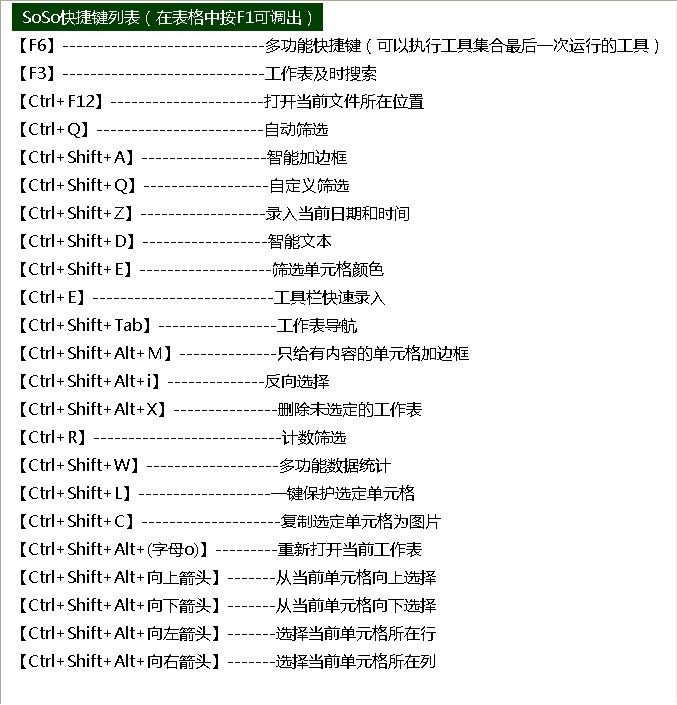 SoSo快捷键列表（在表格中按F1可调出）
【F6】-----------------------------多功能快捷键（可以执行工具集合最后一次运行的工具）
【F3】-----------------------------工作表及时搜索
【Ctrl+F12】----------------------打开当前文件所在位置
【Ctrl+Q】------------------------自动筛选
【Ctrl+Shift+A】------------------智能加边框
【Ctrl+Shift+Q】------------------自定义筛选
【Ctrl+Shift+Z】------------------录入当前日期和时间
【Ctrl+Shift+D】------------------智能文本
【Ctrl+Shift+E】-------------------筛选单元格颜色
【Ctrl+E】--------------------------工具栏快速录入
【Ctrl+Shift+Tab】-----------------工作表导航
【Ctrl+Shift+Alt+M】--------------只给有内容的单元格加边框
【Ctrl+Shift+Alt+i】--------------反向选择
【Ctrl+Shift+Alt+X】---------------删除未选定的工作表
【Ctrl+R】---------------------------计数筛选
【Ctrl+Shift+W】-------------------多功能数据统计
【Ctrl+Shift+L】-------------------一键保护选定单元格
【Ctrl+Shift+C】--------------------复制选定单元格为图片
【Ctrl+Shift+Alt+(字母o)】---------重新打开当前工作表
【Ctrl+Shift+Alt+向上箭头】-------从当前单元格向上选择
【Ctrl+Shift+Alt+向下箭头】-------从当前单元格向下选择
【Ctrl+Shift+Alt+向左箭头】-------选择当前单元格所在行
【Ctrl+Shift+Alt+向右箭头】-------选择当前单元格所在列